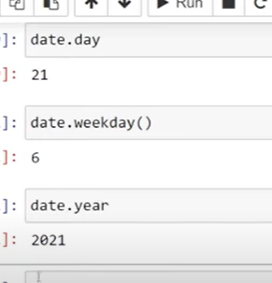 Run
]: date.day
]: 21
]: date.weekday()
]: 6
]: date.year
]: 2021